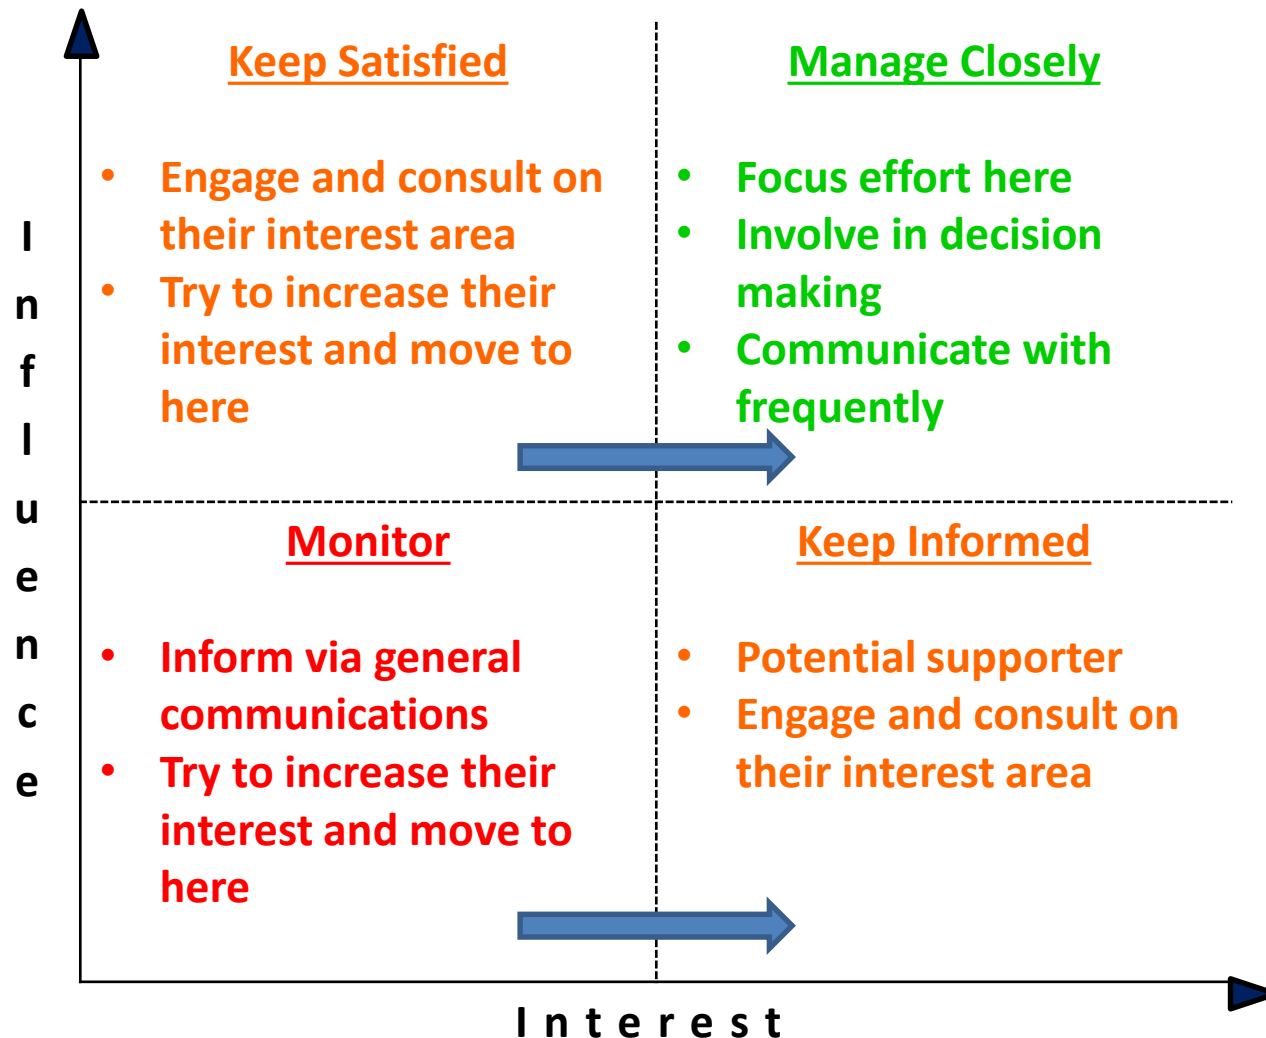 Keep Satisfied
• Engage and consult on
their interest area
• Try to increase their
interest and move to
here
Manage Closely
• Focus effort here
• Involve in decision
making
• Communicate with
frequently
Influence
Monitor
• Inform via general
communications
• Try to increase their
interest and move to
here
Keep Informed
• Potential supporter
• Engage and consult on
their interest area
Interest